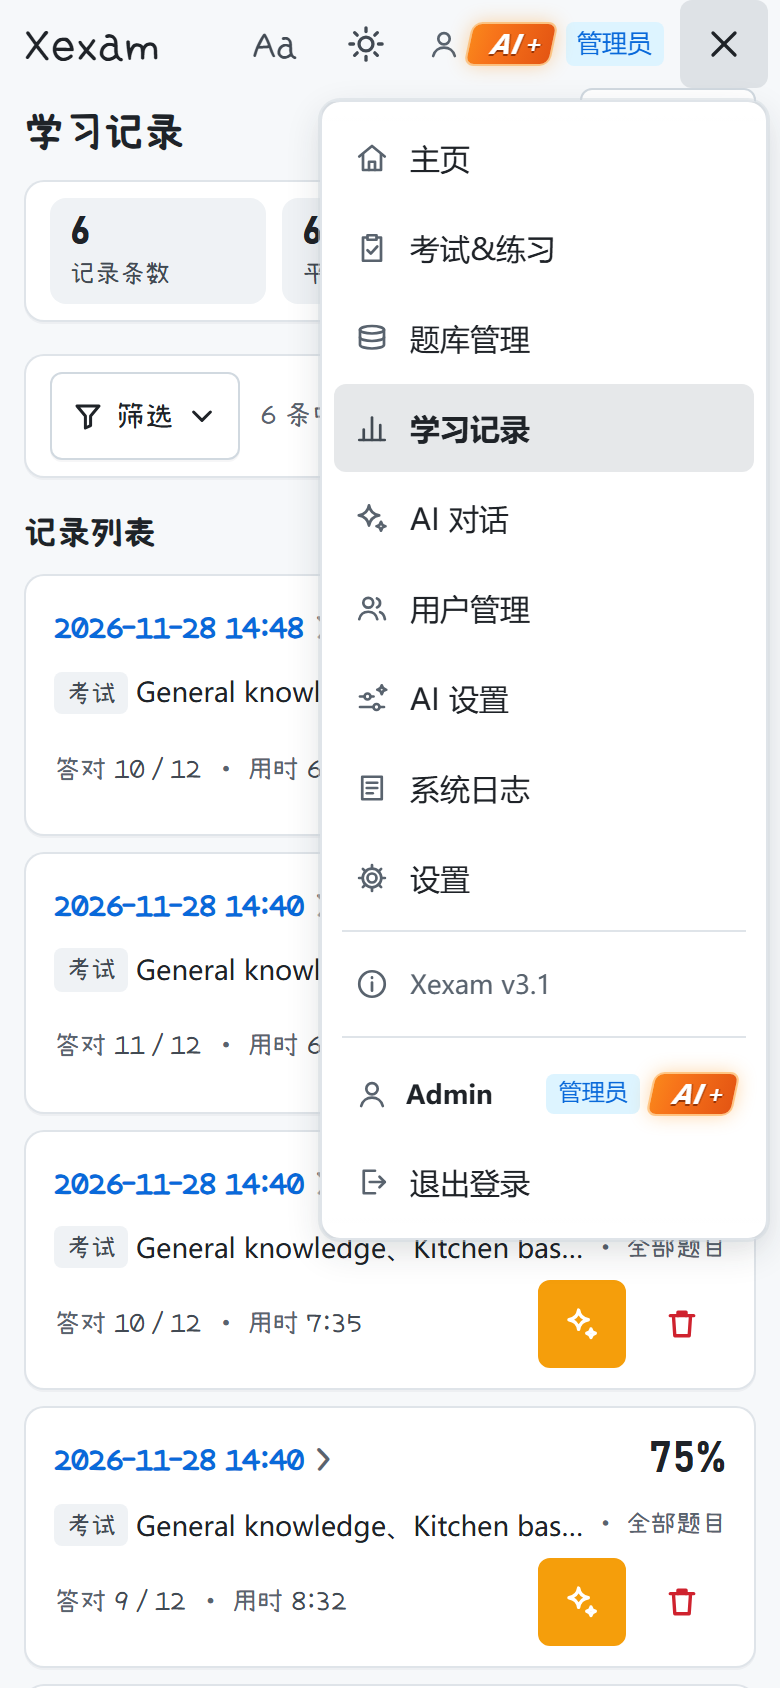 Xexam Aa AI+ 管理员
学习记录
6
记录条数
6
主页
考试&练习
题库管理
学习记录
AI 对话
用户管理
AI 设置
系统日志
设置
Xexam v3.1
Admin 管理员 AI+
退出登录
筛选 6 条
记录列表
2026-11-28 14:48
考试 General knowl
答对 10 / 12 • 用时 6
2026-11-28 14:40
考试 General knowl
答对 11 / 12 • 用时 6
2026-11-28 14:40
考试 General knowledge、Kitchen bas... • 全部题目
答对 10 / 12 • 用时 7:35
2026-11-28 14:40 75%
考试 General knowledge、Kitchen bas... • 全部题目
答对 9 / 12 • 用时 8:32